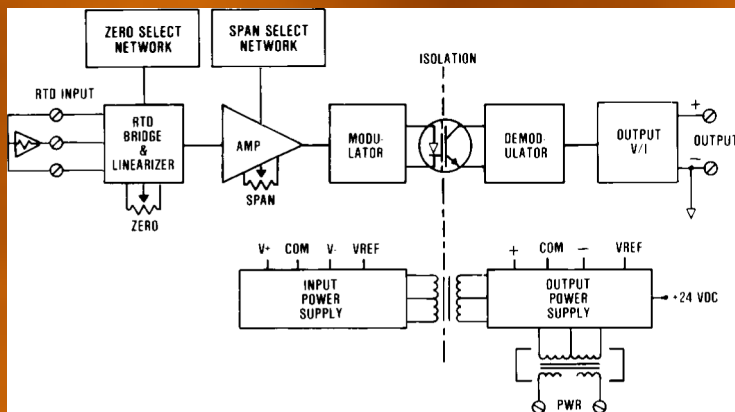 ZERO SELECT
NETWORK
SPAN SELECT
NETWORK
ISOLATION
RTD INPUT
RTD
BRIDGE
&
LINEARIZER
AMP
MODU-
LATOR
DEMOD-
ULATOR
OUTPUT
V/I
+
OUTPUT
−
ZERO
SPAN
V+ COM V- VREF
INPUT
POWER
SUPPLY
+ COM − VREF
OUTPUT
POWER
SUPPLY
+24 VDC
PWR